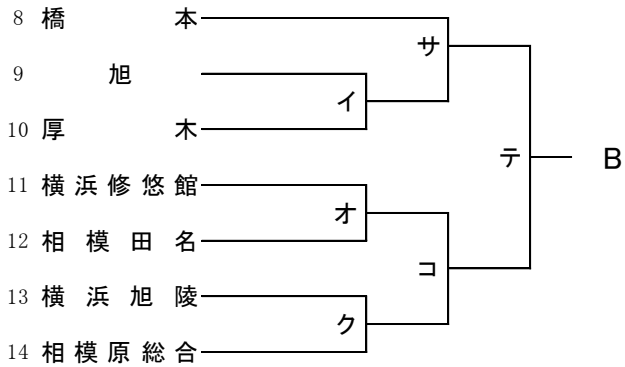 8 橋本
サ
9 旭
イ
10 厚木
テ B
11 横浜修悠館
オ
12 相模田名
コ
13 横浜旭陵
ク
14 相模原総合